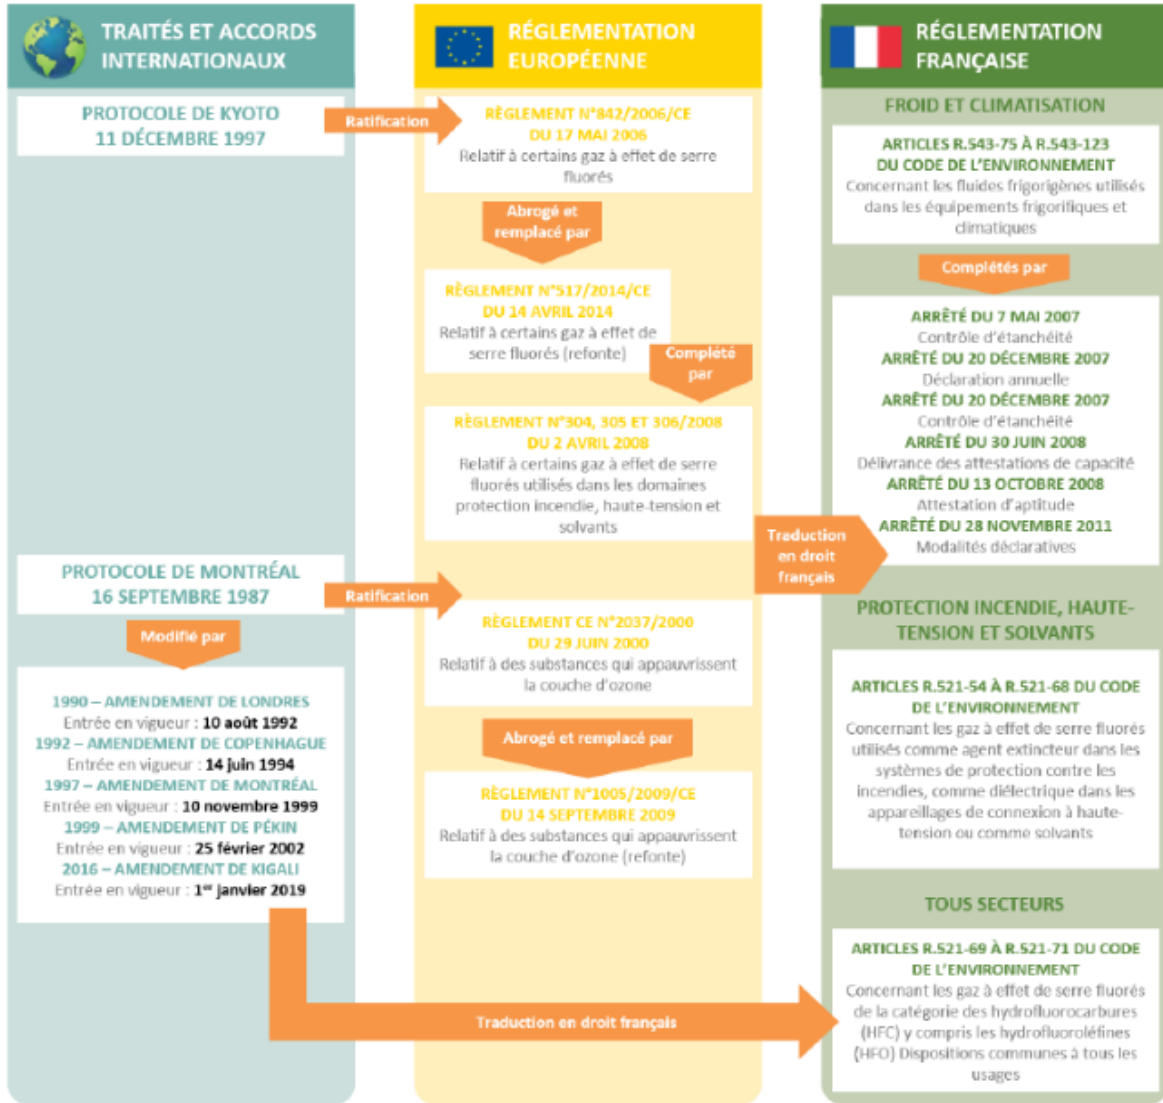 TRAITÉS ET ACCORDS
INTERNATIONAUX
PROTOCOLE DE KYOTO
11 DÉCEMBRE 1997
Ratification
PROTOCOLE DE MONTRÉAL
16 SEPTEMBRE 1987
Ratification
Modifié par
1990 – AMENDEMENT DE LONDRES
Entrée en vigueur : 10 août 1992
1992 – AMENDEMENT DE COPENHAGUE
Entrée en vigueur : 14 juin 1994
1997 – AMENDEMENT DE MONTRÉAL
Entrée en vigueur : 10 novembre 1999
1999 – AMENDEMENT DE PÉKIN
Entrée en vigueur : 25 février 2002
2016 – AMENDEMENT DE KIGALI
Entrée en vigueur : 1er janvier 2019
Traduction en droit français
RÉGLEMENTATION
EUROPÉENNE
RÈGLEMENT N°842/2006/CE
DU 17 MAI 2006
Relatif à certains gaz à effet de serre
fluorés
Abrogé et
remplacé par
RÈGLEMENT N°517/2014/CE
DU 14 AVRIL 2014
Relatif à certains gaz à effet de
serre fluorés (refonte)
Complété
par
RÈGLEMENT N°304, 305 ET 306/2008
DU 2 AVRIL 2008
Relatif à certains gaz à effet de serre
fluorés utilisés dans les domaines
protection incendie, haute-tension et
solvants
Traduction
en droit
français
RÈGLEMENT CE N°2037/2000
DU 29 JUIN 2000
Relatif à des substances qui appauvrissent
la couche d'ozone
Abrogé et remplacé par
RÈGLEMENT N°1005/2009/CE
DU 14 SEPTEMBRE 2009
Relatif à des substances qui appauvrissent
la couche d'ozone (refonte)
RÉGLEMENTATION
FRANÇAISE
FROID ET CLIMATISATION
ARTICLES R.543-75 À R.543-123
DU CODE DE L'ENVIRONNEMENT
Concernant les fluides frigorigènes utilisés
dans les équipements frigorifiques et
climatiques
Complétés par
ARRÊTÉ DU 7 MAI 2007
Contrôle d'étanchéité
ARRÊTÉ DU 20 DÉCEMBRE 2007
Déclaration annuelle
ARRÊTÉ DU 20 DÉCEMBRE 2007
Contrôle d'étanchéité
ARRÊTÉ DU 30 JUIN 2008
Délivrance des attestations de capacité
ARRÊTÉ DU 13 OCTOBRE 2008
Attestation d'aptitude
ARRÊTÉ DU 28 NOVEMBRE 2011
Modalités déclaratives
PROTECTION INCENDIE, HAUTE-
TENSION ET SOLVANTS
ARTICLES R.521-54 À R.521-68 DU CODE
DE L'ENVIRONNEMENT
Concernant les gaz à effet de serre fluorés
utilisés comme agent extincteur dans les
systèmes de protection contre les
incendies, comme diélectrique dans les
appareillages de connexion à haute-
tension ou comme solvants
TOUS SECTEURS
ARTICLES R.521-69 À R.521-71 DU CODE
DE L'ENVIRONNEMENT
Concernant les gaz à effet de serre fluorés
de la catégorie des hydrofluorocarbures
(HFC) y compris les hydrofluoroléfines
(HFO) Dispositions communes à tous les
usages